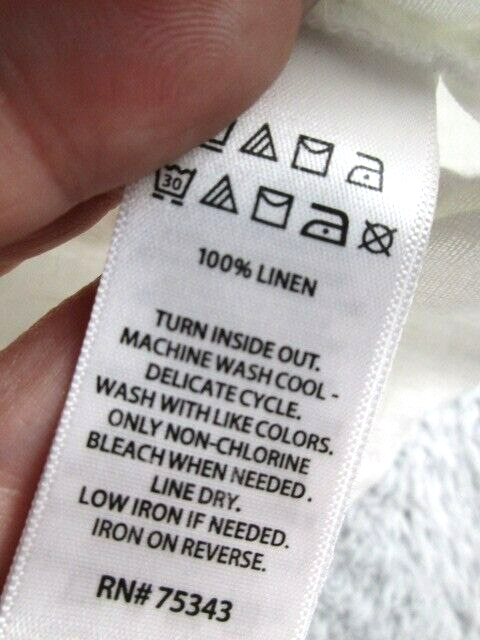 30
100% LINEN
TURN INSIDE OUT.
MACHINE WASH COOL -
DELICATE CYCLE.
WASH WITH LIKE COLORS.
ONLY NON-CHLORINE
BLEACH WHEN NEEDED.
LINE DRY.
LOW IRON IF NEEDED.
IRON ON REVERSE.
RN# 75343